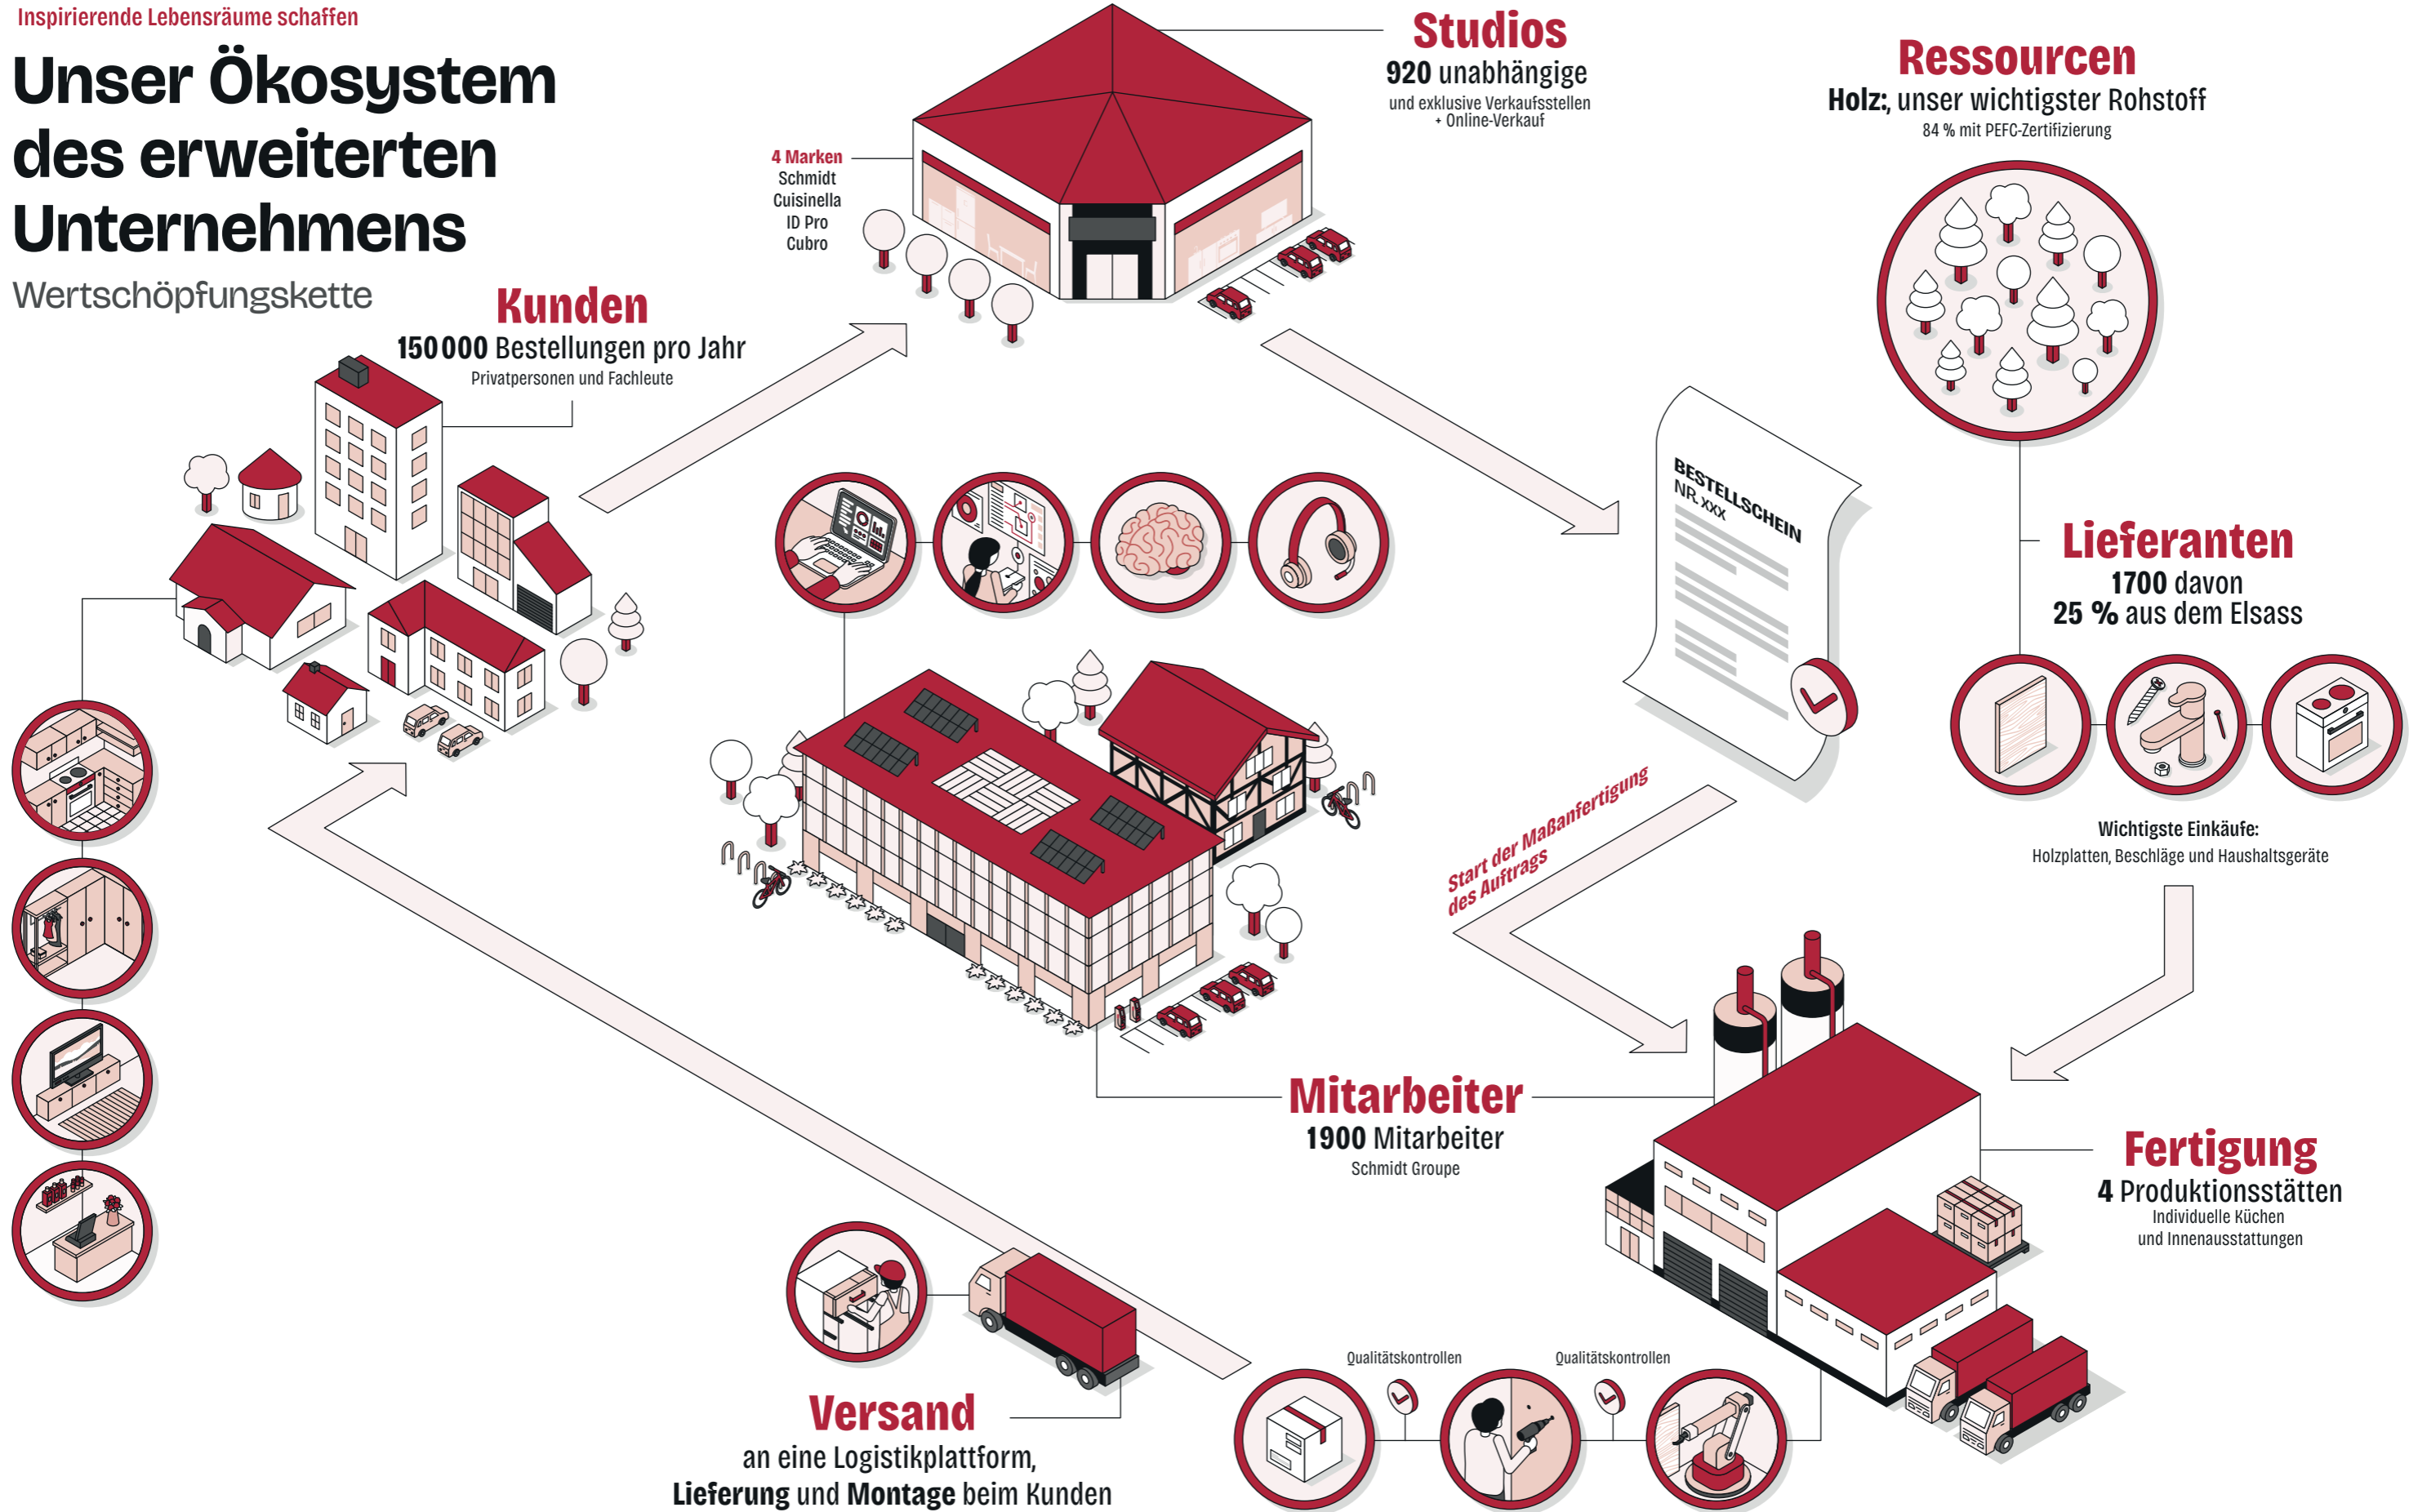 Inspirierende Lebensräume schaffen
Unser Ökosystem
des erweiterten
Unternehmens
Wertschöpfungskette
Kunden
150 000 Bestellungen pro Jahr
Privatpersonen und Fachleute
4 Marken
Schmidt
Cuisinella
ID Pro
Cubro
Studios
920 unabhängige
und exklusive Verkaufsstellen
+ Online-Verkauf
Ressourcen
Holz:, unser wichtigster Rohstoff
84 % mit PEFC-Zertifizierung
BESTELLSCHEIN
NR. XXX
Lieferanten
1700 davon
25 % aus dem Elsass
Wichtigste Einkäufe:
Holzplatten, Beschläge und Haushaltsgeräte
Start der Maßanfertigung
des Auftrags
Mitarbeiter
1900 Mitarbeiter
Schmidt Groupe
Fertigung
4 Produktionsstätten
Individuelle Küchen
und Innenausstattungen
Qualitätskontrollen
Qualitätskontrollen
Versand
an eine Logistikplattform,
Lieferung und Montage beim Kunden